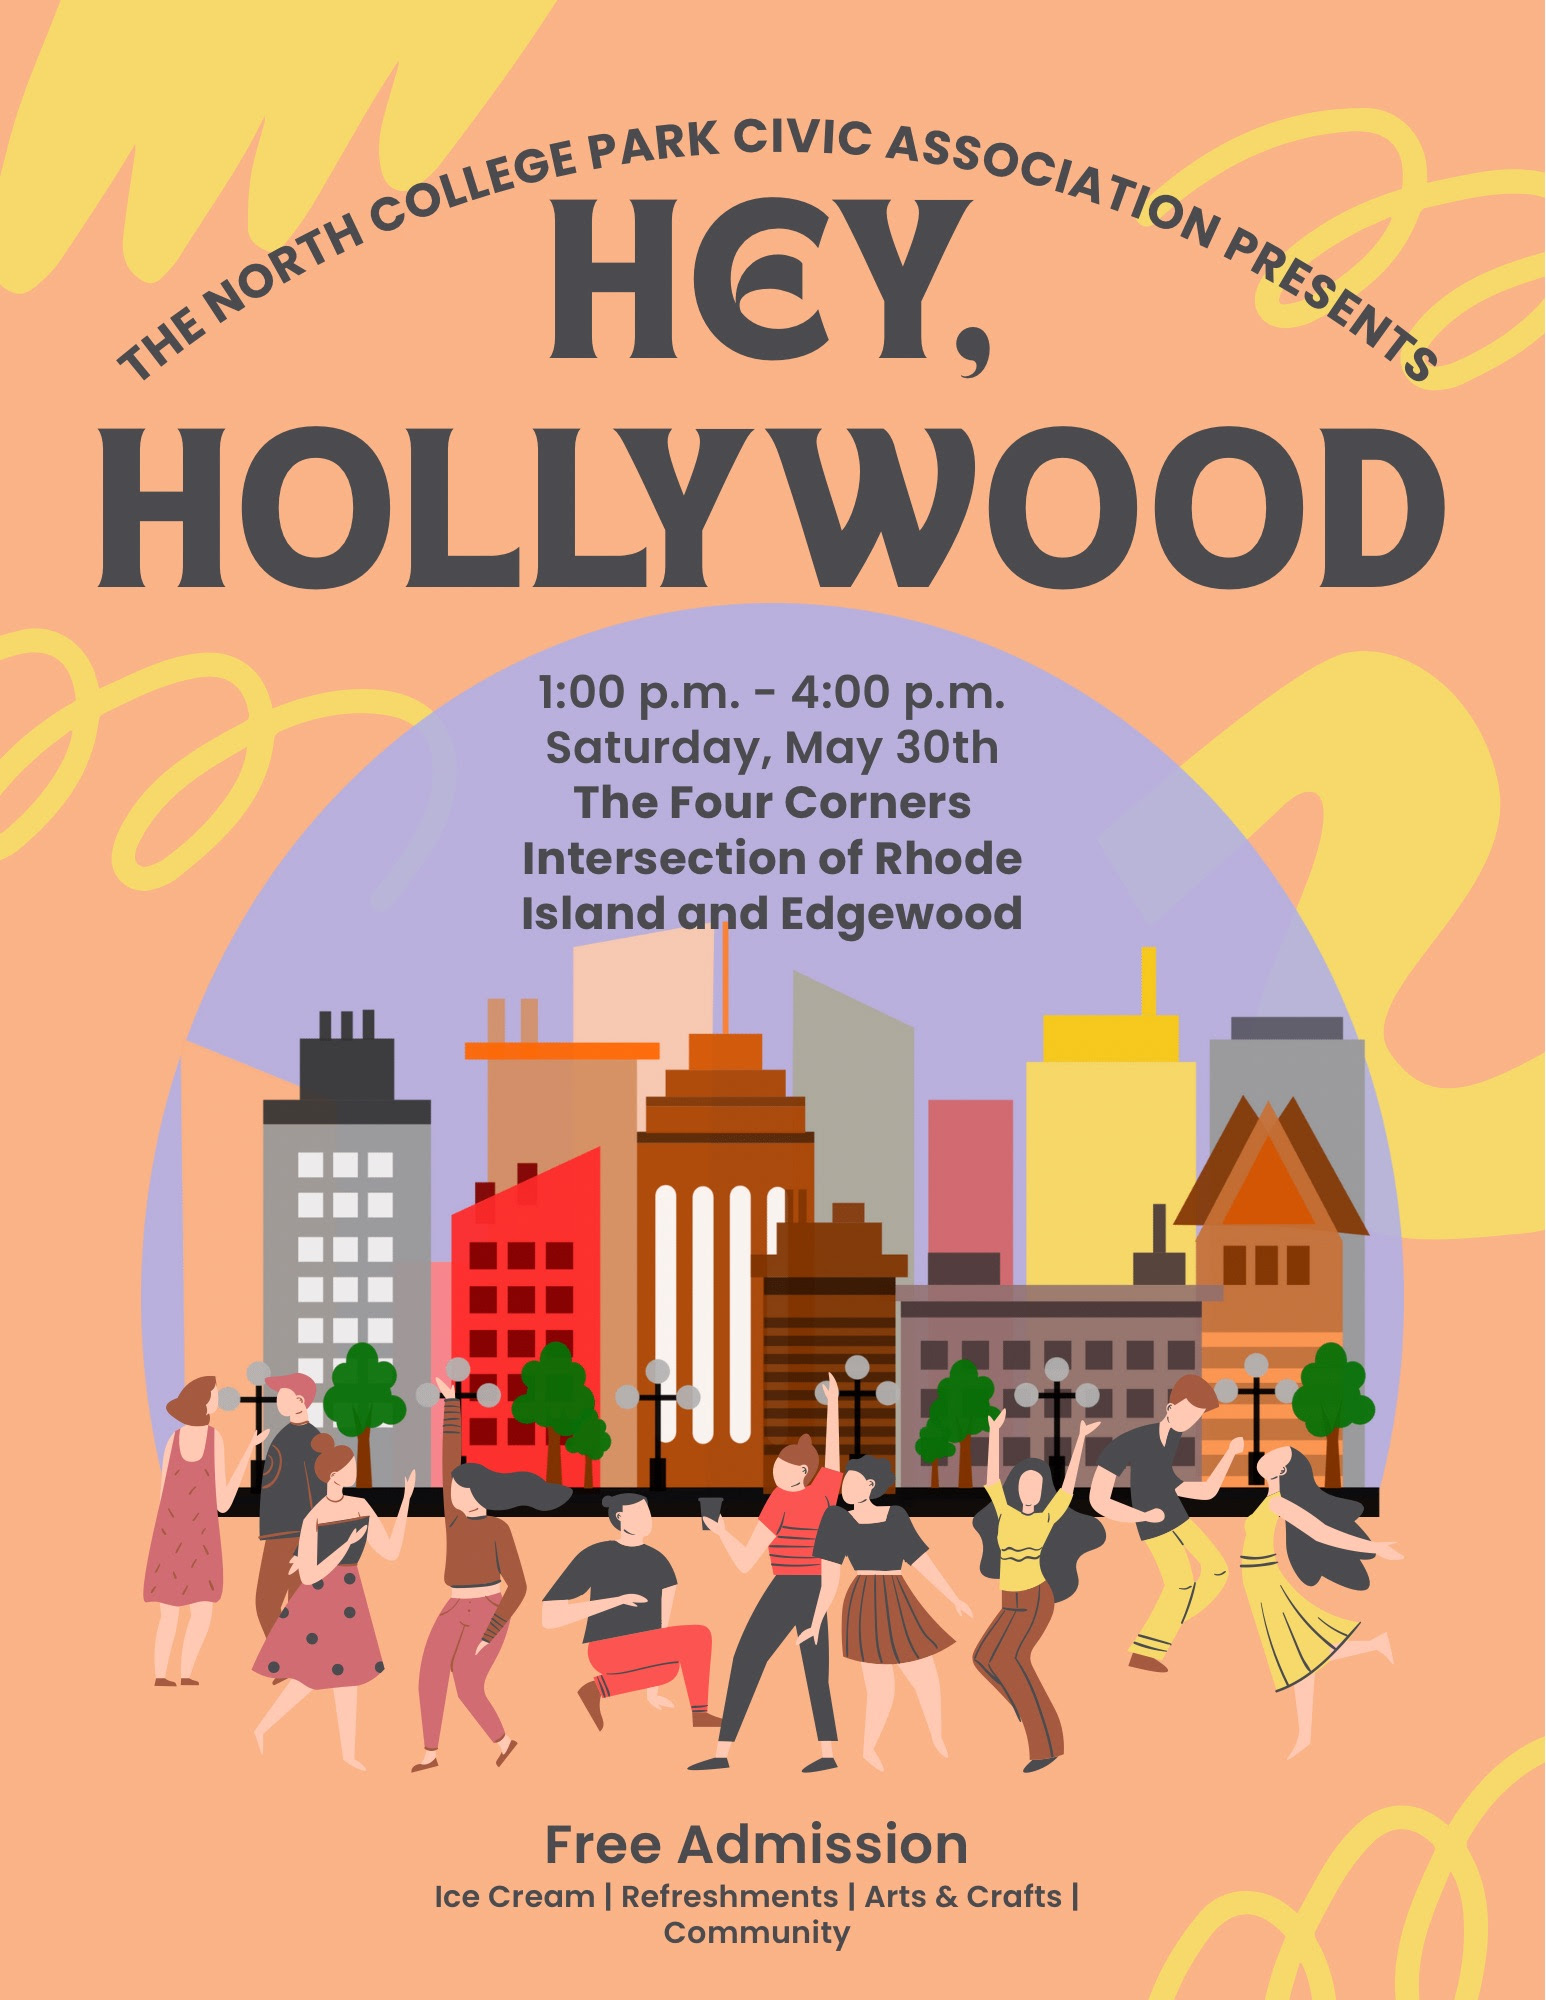 THE NORTH COLLEGE PARK CIVIC ASSOCIATION PRESENTS
HEY,
HOLLYWOOD
1:00 p.m. - 4:00 p.m.
Saturday, May 30th
The Four Corners
Intersection of Rhode
Island and Edgewood
Free Admission
Ice Cream | Refreshments | Arts & Crafts |
Community